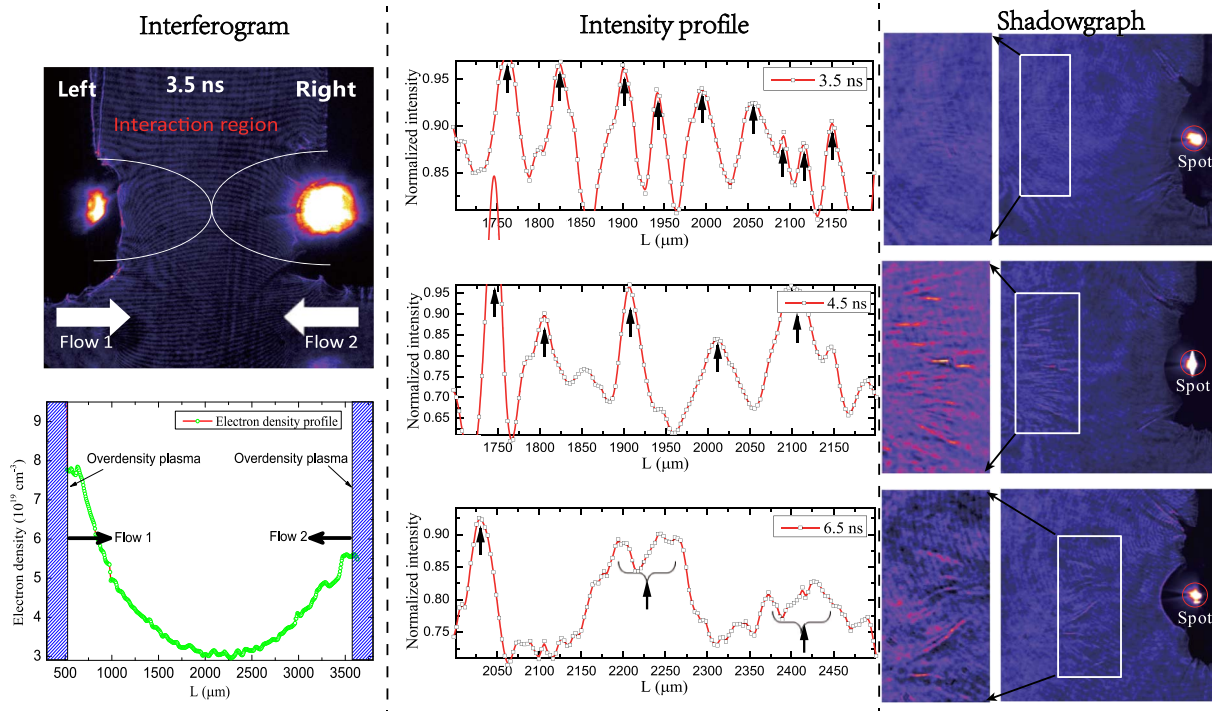 Interferogram
Left
3.5 ns
Right
Interaction region
Flow 1
Flow 2
Electron density profile
Overdensity plasma
Overdensity plasma
Flow 1
Flow 2
Electron density (10¹⁹ cm⁻³)
9
8
7
6
5
4
3
500 1000 1500 2000 2500 3000 3500
L (μm)
Intensity profile
3.5 ns
Normalized intensity
0.95
0.90
0.85
1750 1800 1850 1900 1950 2000 2050 2100 2150
L (μm)
4.5 ns
Normalized intensity
0.95
0.90
0.85
0.80
0.75
0.70
0.65
1750 1800 1850 1900 1950 2000 2050 2100 2150
L (μm)
6.5 ns
Normalized intensity
0.90
0.85
0.80
0.75
2050 2100 2150 2200 2250 2300 2350 2400 2450
L (μm)
Shadowgraph
Spot
Spot
Spot